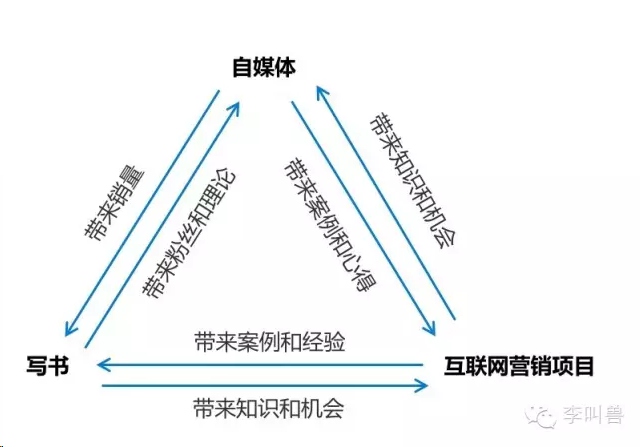 自媒体
带来销量
带来粉丝和理论
带来案例和心得
带来知识和机会
写书
带来案例和经验
互联网营销项目
带来知识和机会
李叫兽